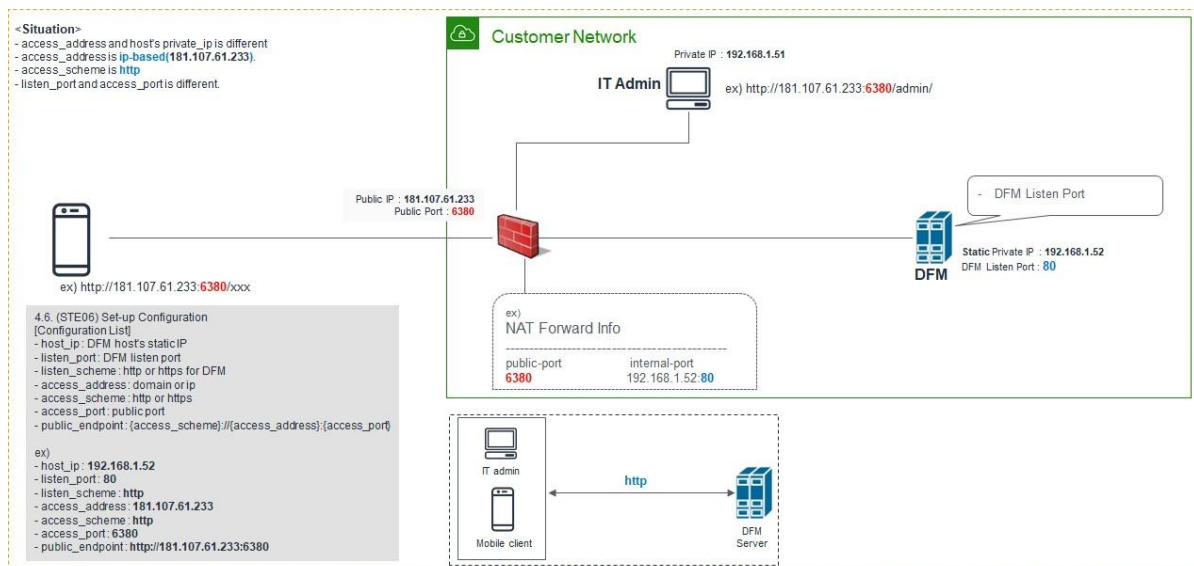 <Situation>
- access_address and host's private_ip is different
- access_address is ip-based(181.107.61.233).
- access_scheme is http
- listen_port and access_port is different.
Customer Network
Private IP : 192.168.1.51
IT Admin
ex) http://181.107.61.233:6380/admin/
Public IP : 181.107.61.233
Public Port : 6380
- DFM Listen Port
Static Private IP : 192.168.1.52
DFM Listen Port : 80
DFM
ex) http://181.107.61.233:6380/xxx
ex)
NAT Forward Info
public-port internal-port
6380 192.168.1.52:80
4.6. (STE06) Set-up Configuration
[Configuration List]
- host_ip : DFM host's static IP
- listen_port : DFM listen port
- listen_scheme : http or https for DFM
- access_address : domain or ip
- access_scheme : http or https
- access_port : public port
- public_endpoint : {access_scheme}://{access_address}:{access_port}
ex)
- host_ip : 192.168.1.52
- listen_port : 80
- listen_scheme : http
- access_address : 181.107.61.233
- access_scheme : http
- access_port : 6380
- public_endpoint : http://181.107.61.233:6380
IT admin
http
Mobile client
DFM
Server